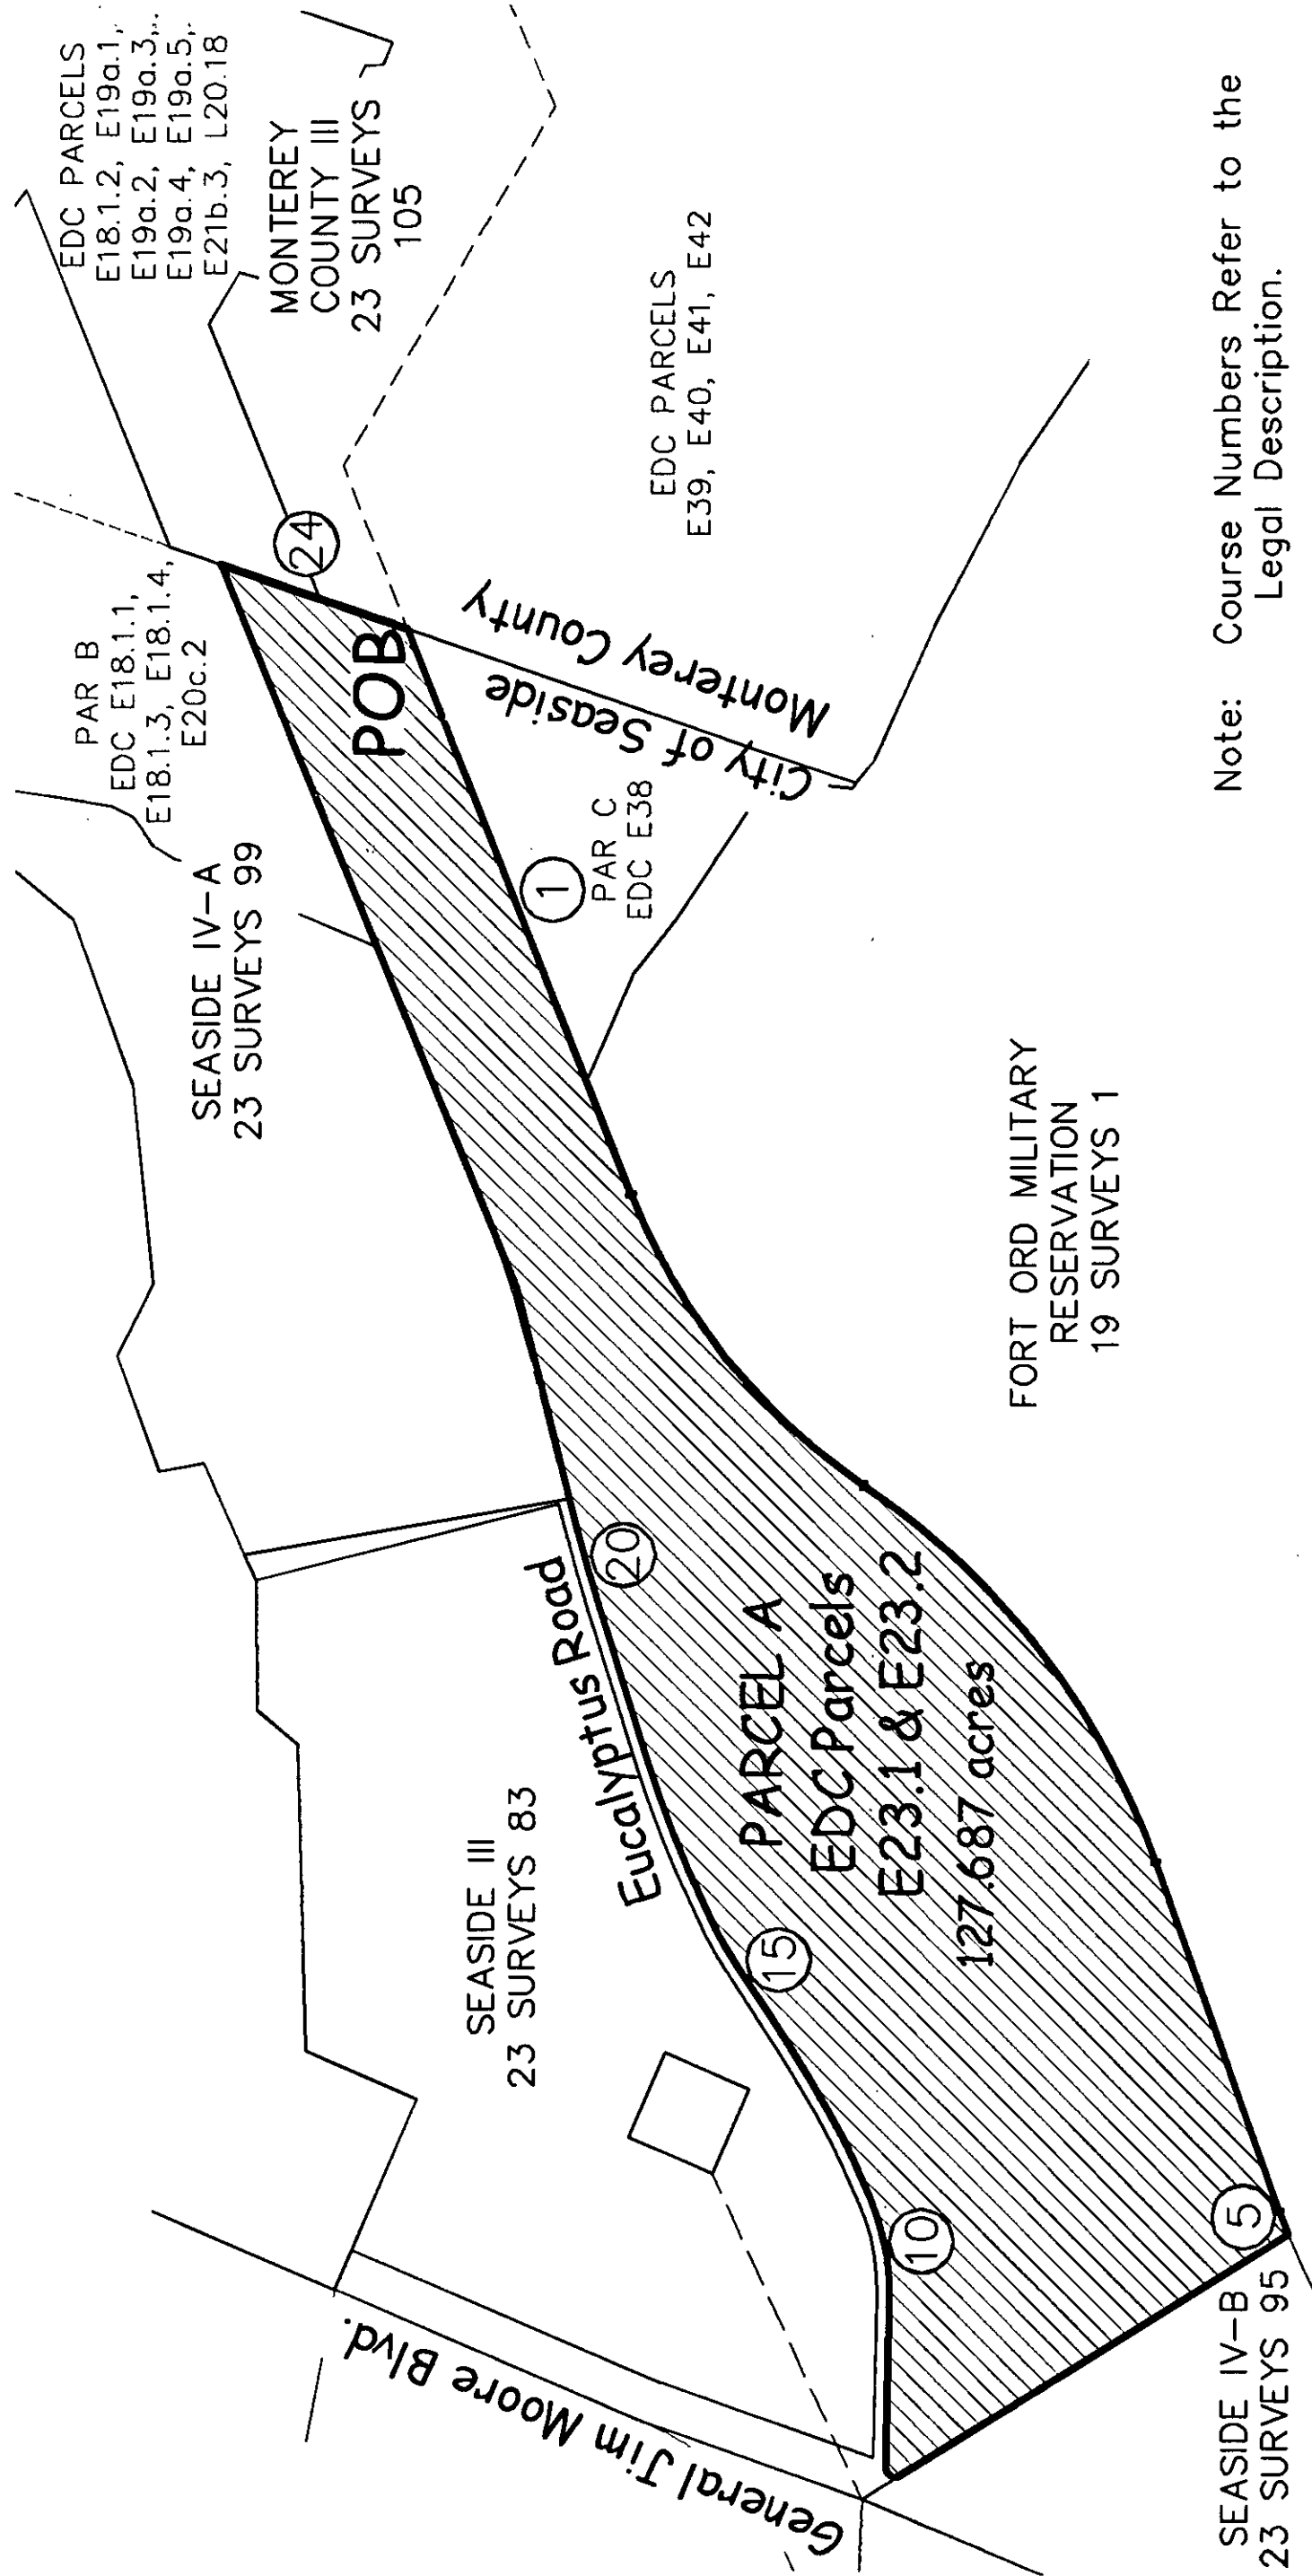 EDC PARCELS
E18.1.2, E19a.1,
E19a.2, E19a.3,
E19a.4, E19a.5,
E21b.3, L20.18
MONTEREY
COUNTY III
23 SURVEYS
105
PAR B
EDC E18.1.1,
E18.1.3, E18.1.4,
E20c.2
SEASIDE IV-A
23 SURVEYS 99
24
POB
EDC PARCELS
E39, E40, E41, E42
City of Seaside
Monterey County
1
PAR C
EDC E38
SEASIDE III
23 SURVEYS 83
Eucalyptus Road
20
15
10
5
PARCEL A
EDC Parcels
E23.1 & E23.2
127.687 acres
General Jim Moore Blvd.
FORT ORD MILITARY
RESERVATION
19 SURVEYS 1
SEASIDE IV-B
23 SURVEYS 95
Note: Course Numbers Refer to the
Legal Description.